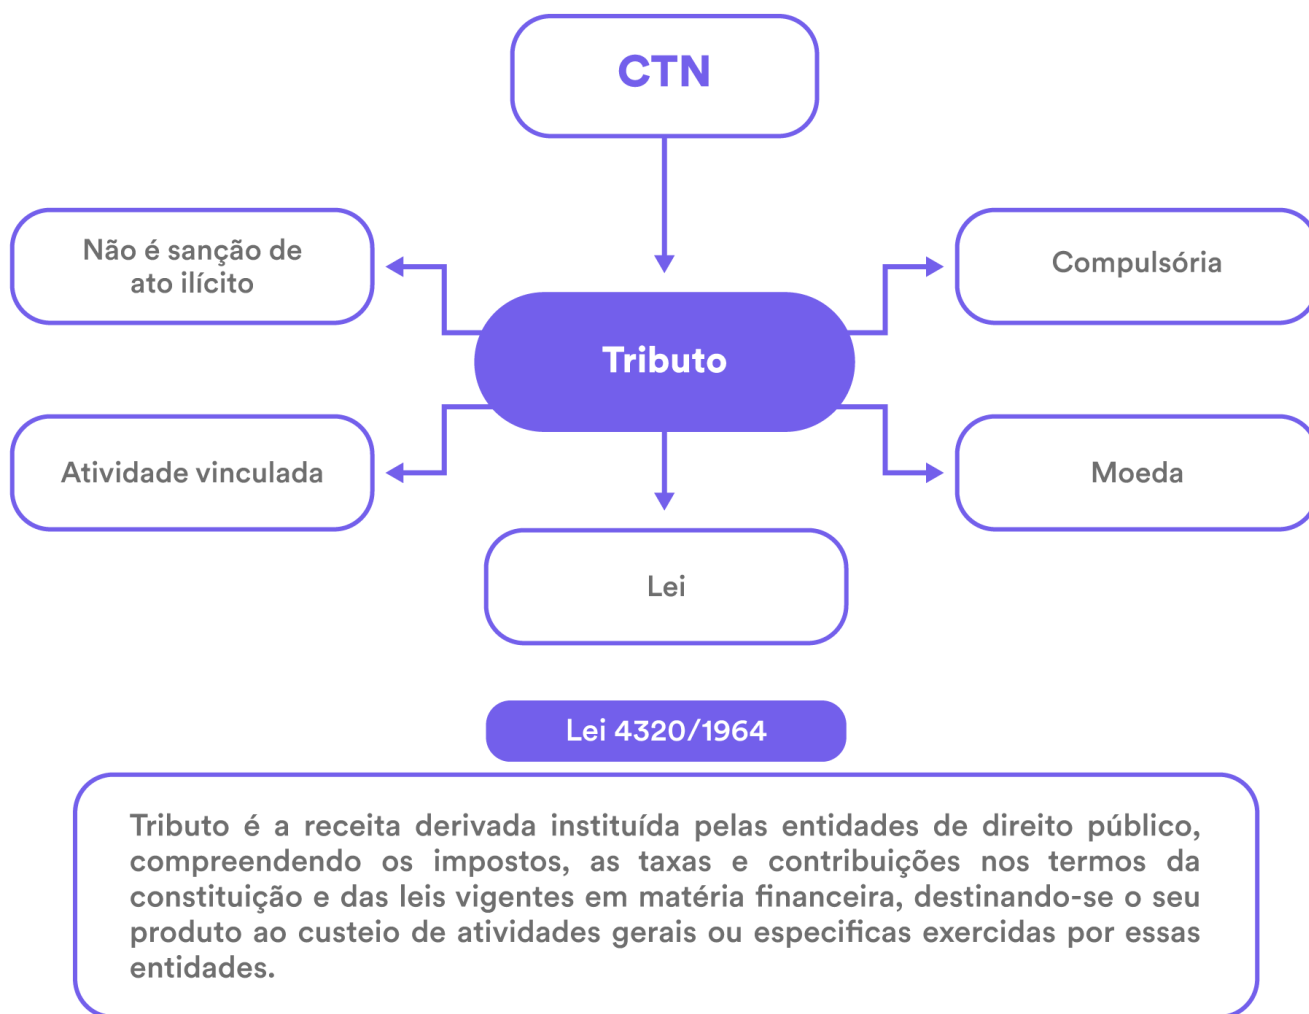 CTN
Não é sanção de
ato ilícito
Compulsória
Tributo
Atividade vinculada
Moeda
Lei
Lei 4320/1964
Tributo é a receita derivada instituída pelas entidades de direito público,
compreendendo os impostos, as taxas e contribuições nos termos da
constituição e das leis vigentes em matéria financeira, destinando-se o seu
produto ao custeio de atividades gerais ou especificas exercidas por essas
entidades.